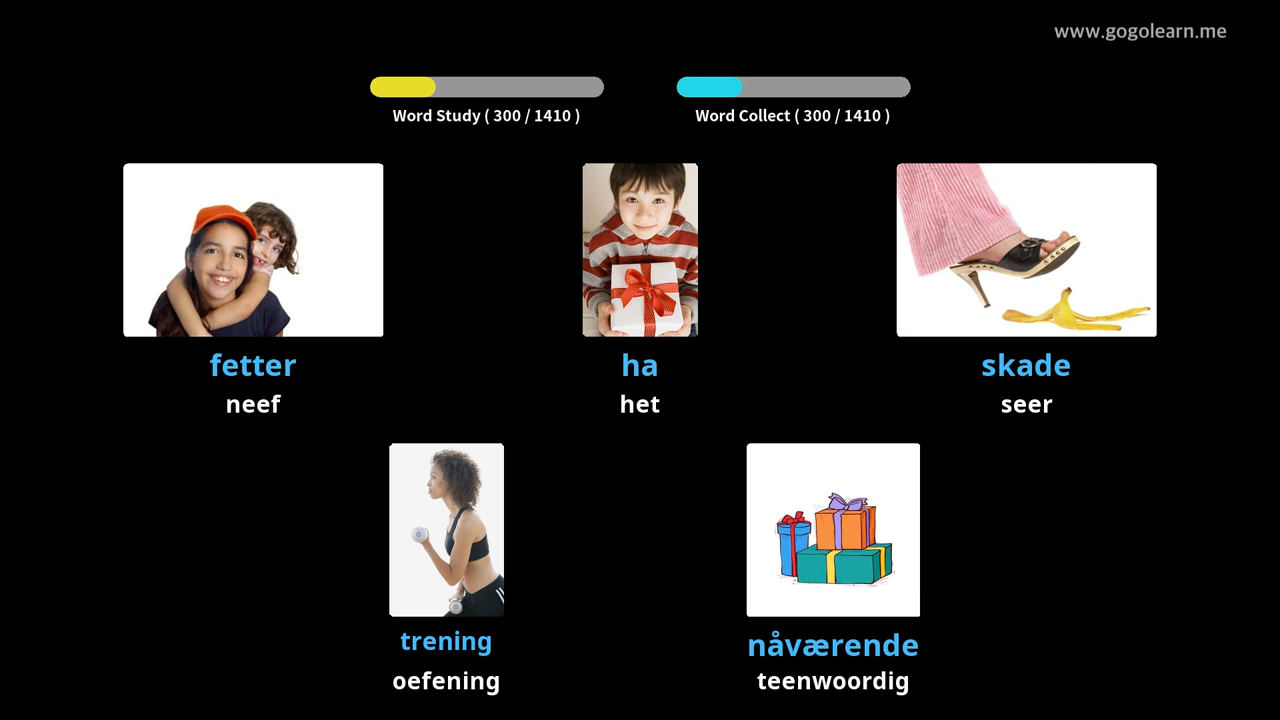 www.gogolearn.me
Word Study ( 300 / 1410 )
Word Collect ( 300 / 1410 )
fetter
neef
ha
het
skade
seer
trening
oefening
nåværende
teenwoordig